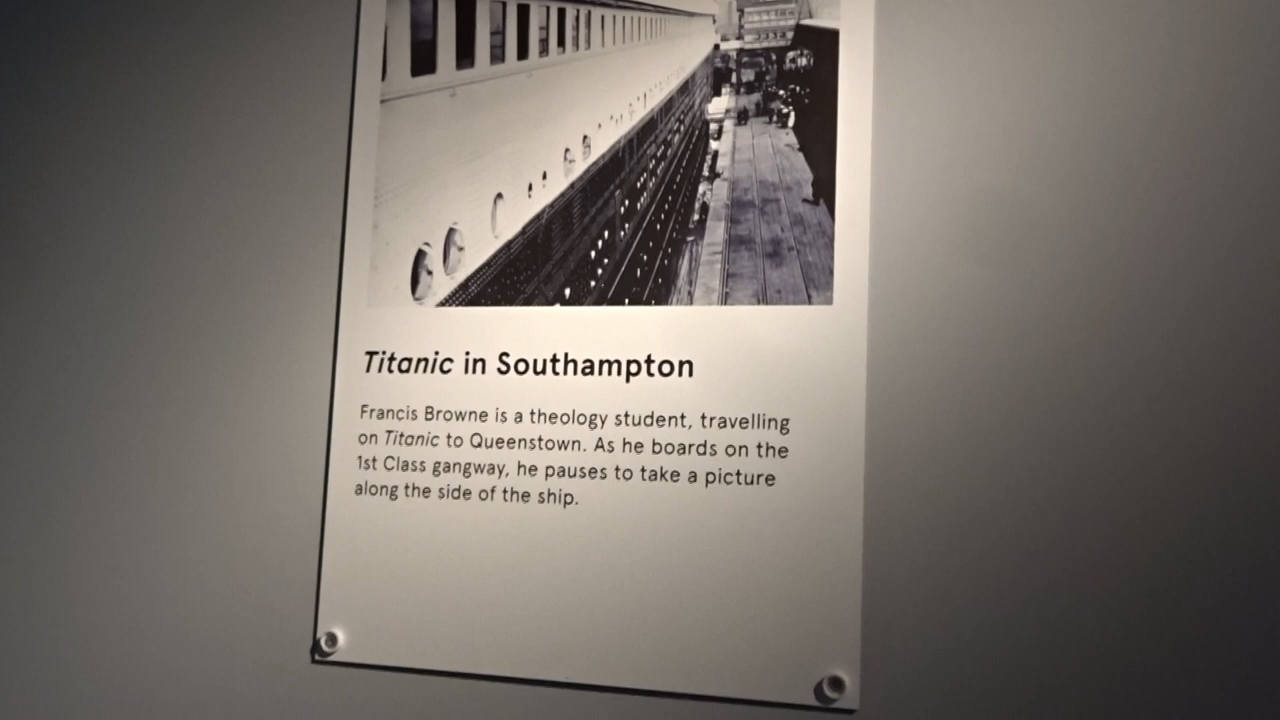 Titanic in Southampton
Francis Browne is a theology student, travelling
on Titanic to Queenstown. As he boards on the
1st Class gangway, he pauses to take a picture
along the side of the ship.